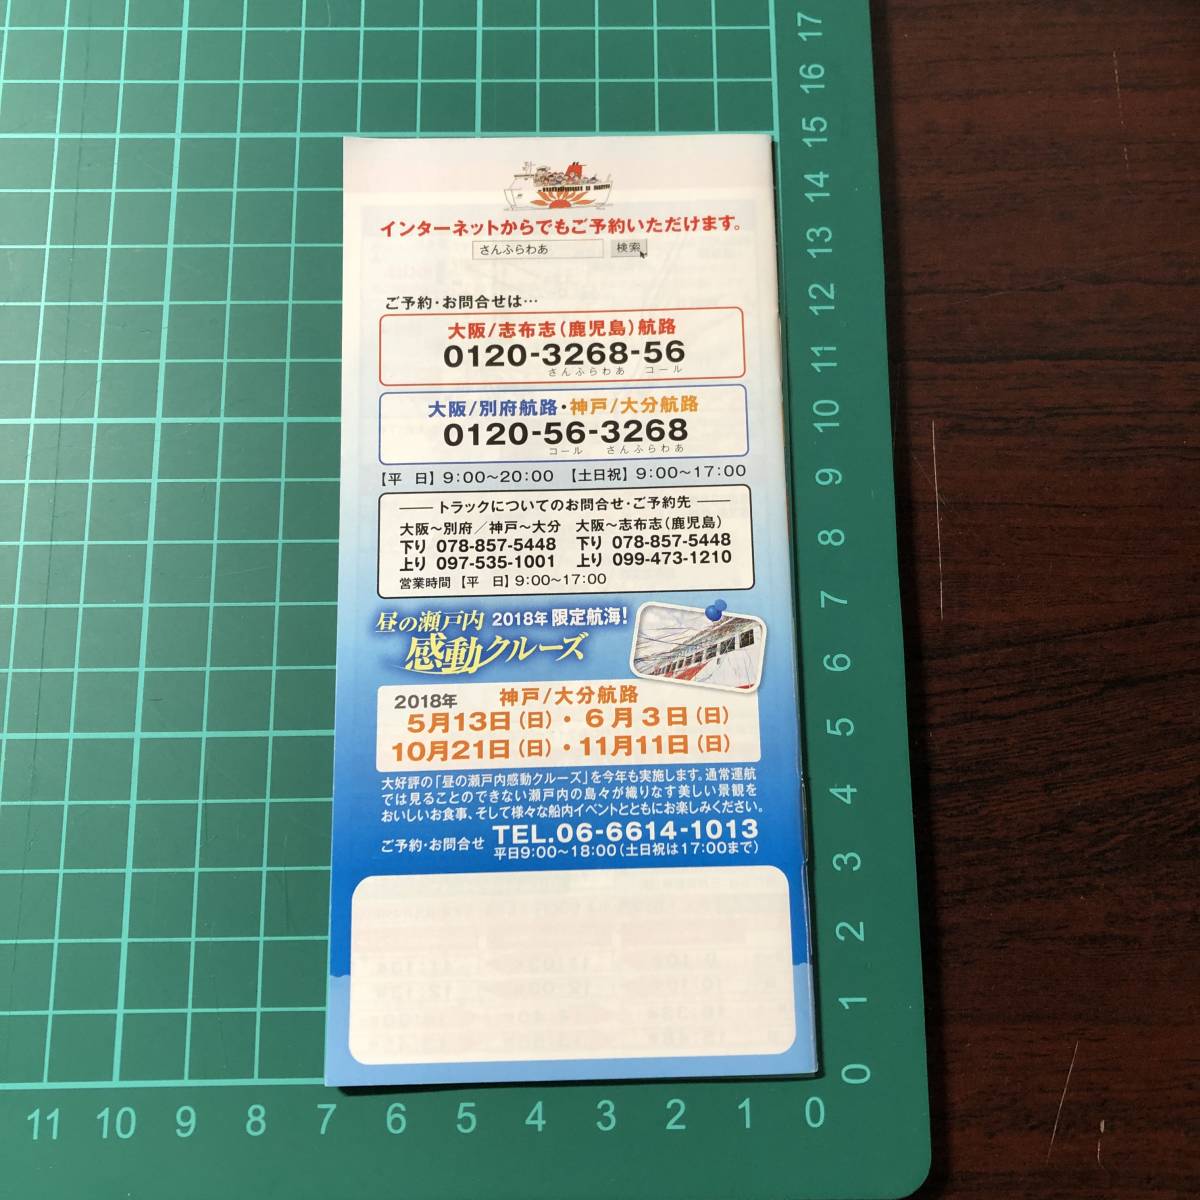 インターネットからでもご予約いただけます。
さんふらわあ 検索
ご予約・お問合せは…
大阪/志布志(鹿児島)航路
0120-3268-56
さんふらわあ コール
大阪/別府航路・神戸/大分航路
0120-56-3268
コール さんふらわあ
【平 日】9:00～20:00 【土日祝】9:00～17:00
トラックについてのお問合せ・ご予約先
大阪～別府／神戸～大分 大阪～志布志(鹿児島)
下り 078-857-5448 下り 078-857-5448
上り 097-535-1001 上り 099-473-1210
営業時間【平 日】9:00～17:00
昼の瀬戸内 2018年 限定航海!
感動クルーズ
2018年 神戸/大分航路
5月13日(日)・6月3日(日)
10月21日(日)・11月11日(日)
大好評の「昼の瀬戸内感動クルーズ」を今年も実施します。通常運航
では見ることのできない瀬戸内の島々が織りなす美しい景観を
おいしいお食事、そして様々な船内イベントとともにお楽しみください。
ご予約・お問合せ TEL.06-6614-1013
平日9:00～18:00(土日祝は17:00まで)
17
16
15
14
13
12
11
10
9
8
7
6
5
4
3
2
1
0
11 10 9 8 7 6 5 4 3 2 1 0